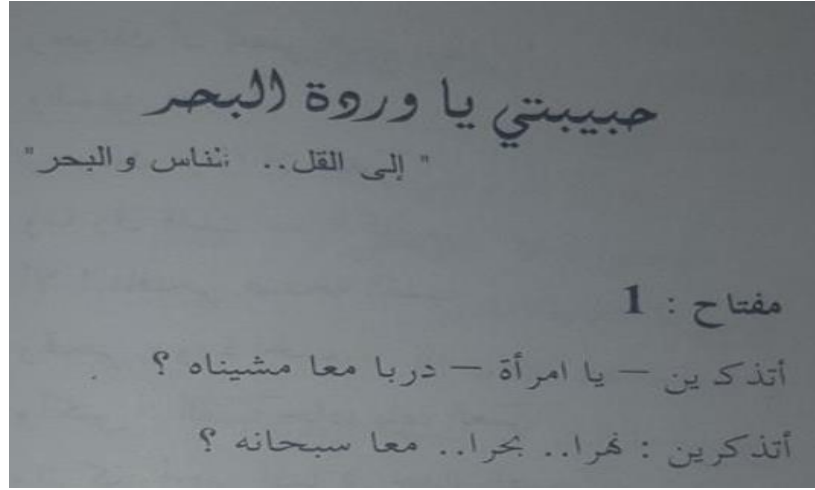 حبيبتي يا وردة البحر
" إلى القل.. الناس والبحر"
مفتاح : 1
أتذكرين – يا امرأة – دربا معا مشيناه ؟
أتذكرين : نهرا.. بحرا.. معا سبحانه ؟